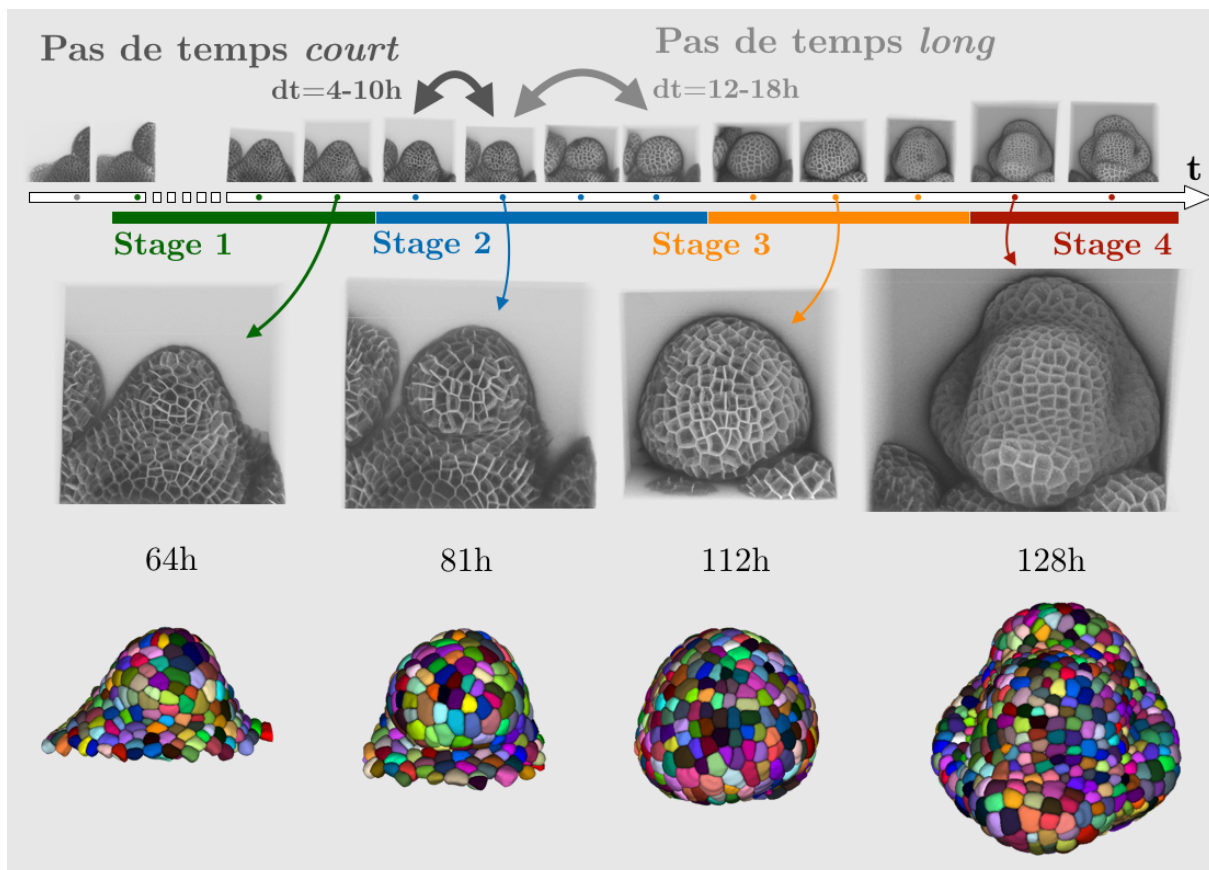 Pas de temps court
Pas de temps long
dt=4-10h
dt=12-18h
t
Stage 1
Stage 2
Stage 3
Stage 4
64h
81h
112h
128h